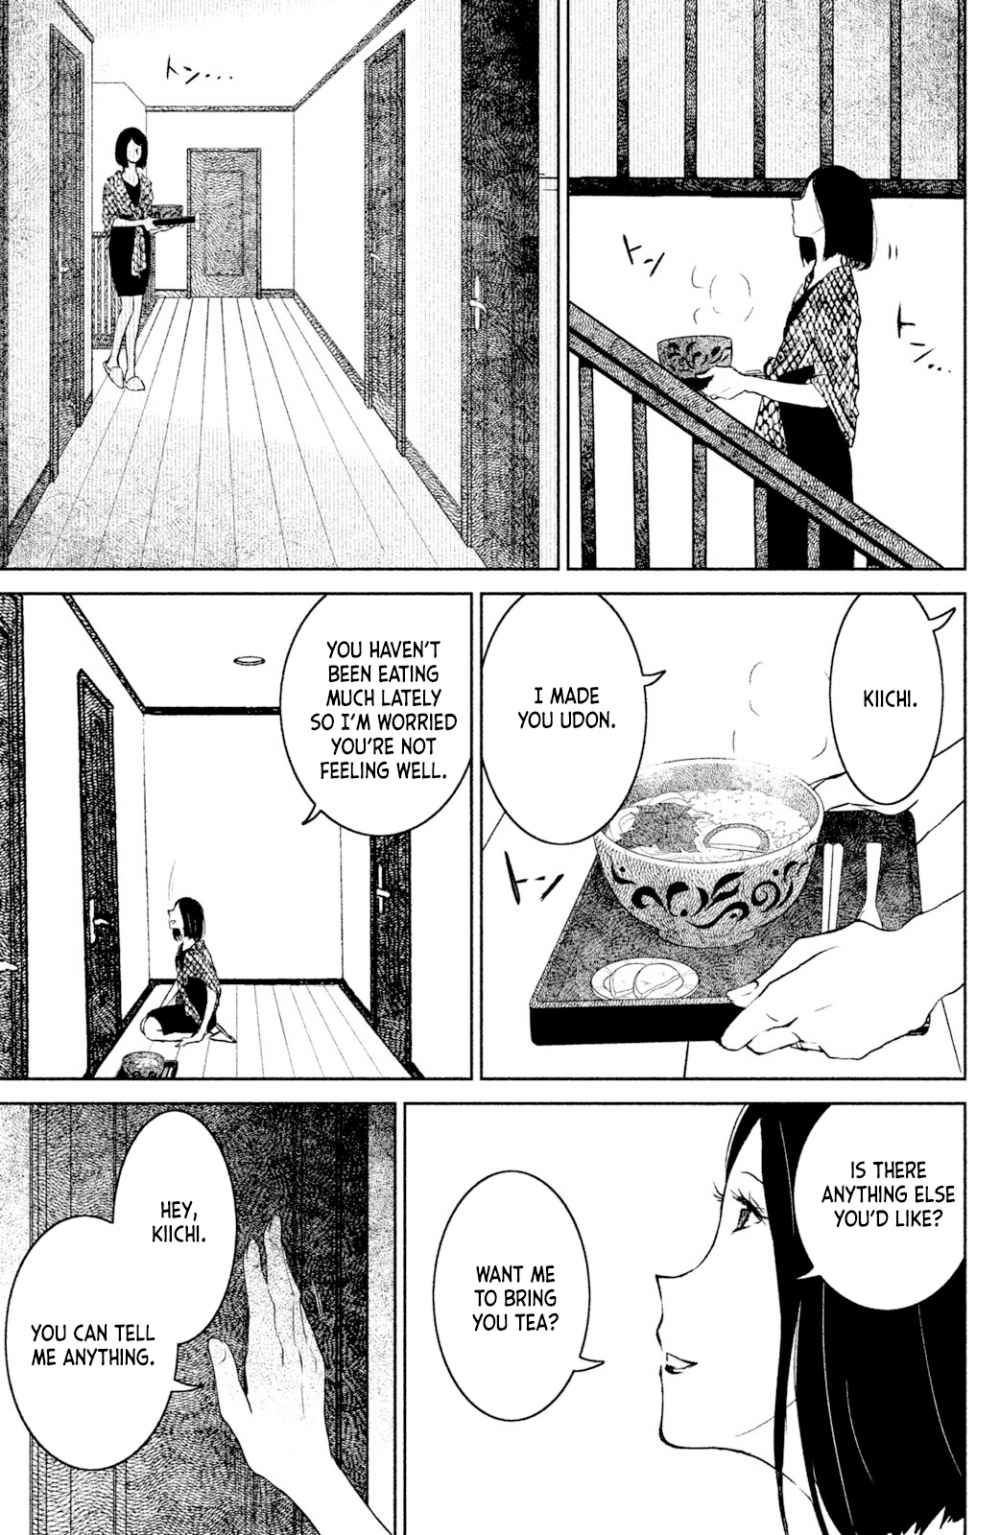 トン
トン...
トン...
KIICHI.
I MADE
YOU UDON.
トン
YOU HAVEN'T
BEEN EATING
MUCH LATELY
SO I'M WORRIED
YOU'RE NOT
FEELING WELL.
IS THERE
ANYTHING ELSE
YOU'D LIKE?
WANT ME
TO BRING
YOU TEA?
HEY,
KIICHI.
YOU CAN TELL
ME ANYTHING.